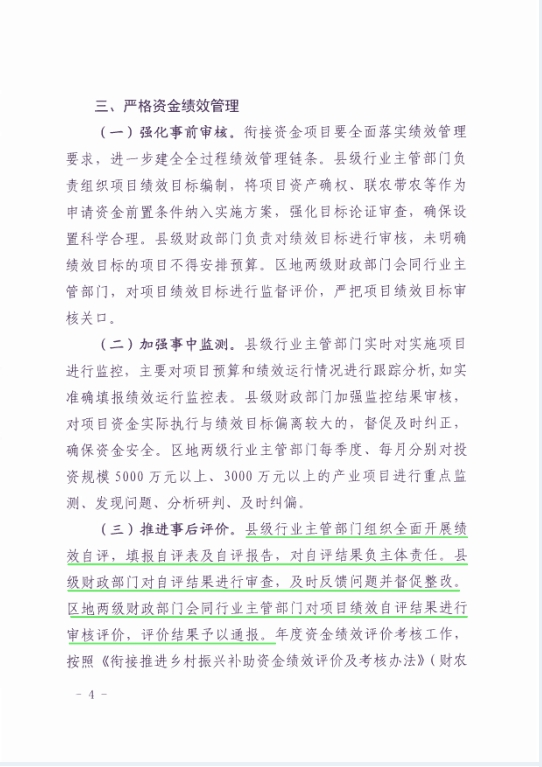 三、严格资金绩效管理
（一）强化事前审核。衔接资金项目要全面落实绩效管理
要求，进一步建全全过程绩效管理链条。县级行业主管部门负
责组织项目绩效目标编制，将项目资产确权、联农带农等作为
申请资金前置条件纳入实施方案，强化目标论证审查，确保设
置科学合理。县级财政部门负责对绩效目标进行审核，未明确
绩效目标的项目不得安排预算。区地两级财政部门会同行业主
管部门，对项目绩效目标进行监督评价，严把项目绩效目标审
核关口。
（二）加强事中监测。县级行业主管部门实时对实施项目
进行监控，主要对项目预算和绩效运行情况进行跟踪分析,如实
准确填报绩效运行监控表。县级财政部门加强监控结果审核，
对项目资金实际执行与绩效目标偏离较大的，督促及时纠正，
确保资金安全。区地两级行业主管部门每季度、每月分别对投
资规模 5000 万元以上、3000 万元以上的产业项目进行重点监
测、发现问题、分析研判、及时纠偏。
（三）推进事后评价。县级行业主管部门组织全面开展绩
效自评，填报自评表及自评报告，对自评结果负主体责任。县
级财政部门对自评结果进行审查，及时反馈问题并督促整改。
区地两级财政部门会同行业主管部门对项目绩效自评结果进行
审核评价，评价结果予以通报。年度资金绩效评价考核工作，
按照《衔接推进乡村振兴补助资金绩效评价及考核办法》（财农
- 4 -